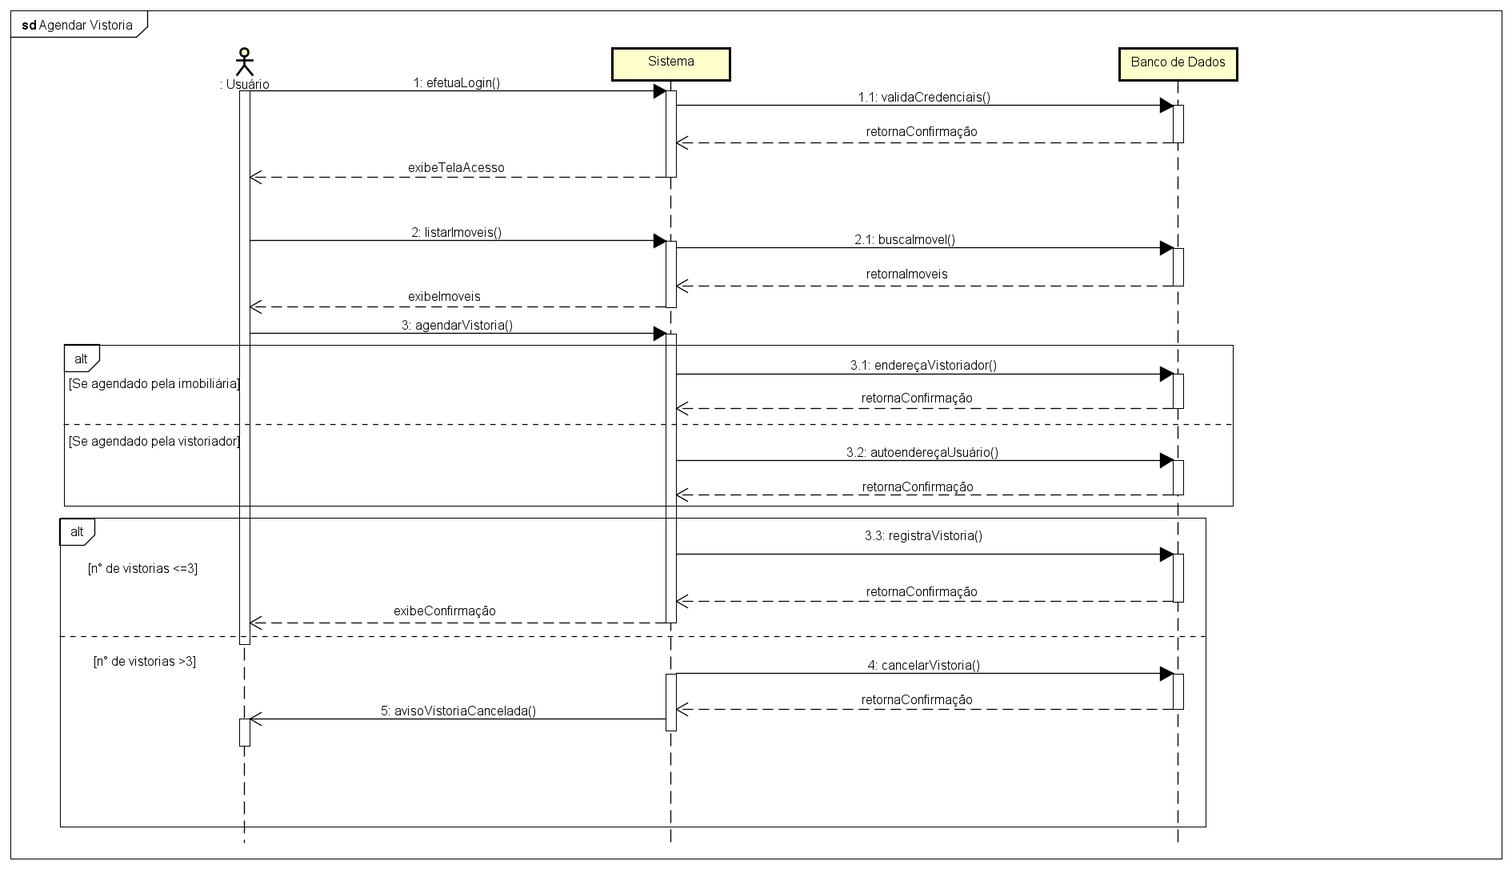 sd Agendar Vistoria
: Usuário
Sistema
Banco de Dados
1: efetuaLogin()
1.1: validaCredenciais()
retornaConfirmação
exibeTelaAcesso
2: listarImoveis()
2.1: buscaImovel()
retornaImoveis
exibeImoveis
3: agendarVistoria()
alt
[Se agendado pela imobiliária]
3.1: endereçaVistoriador()
retornaConfirmação
[Se agendado pela vistoriador]
3.2: autoendereçaUsuário()
retornaConfirmação
alt
3.3: registraVistoria()
[n° de vistorias <=3]
retornaConfirmação
exibeConfirmação
[n° de vistorias >3]
4: cancelarVistoria()
retornaConfirmação
5: avisoVistoriaCancelada()